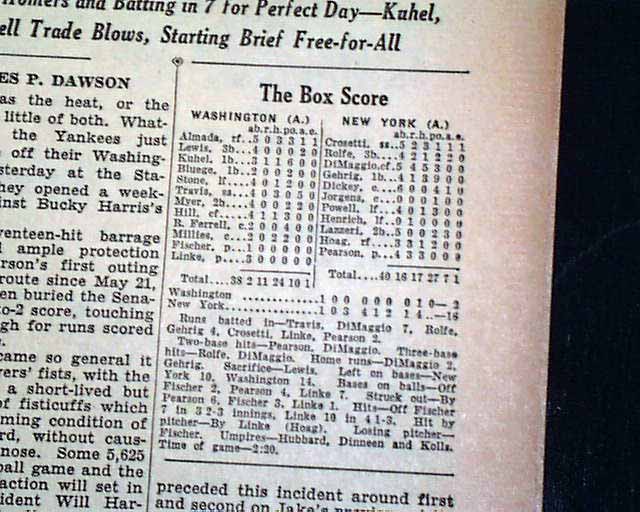 Homers and Batting in 7 for Perfect Day—Kuhel,
ell Trade Blows, Starting Brief Free-for-All
ES P. DAWSON
as the heat, or the
little of both. What-
the Yankees just
off their Washing-
sterday at the Sta-
hey opened a week-
inst Bucky Harris's
venteen-hit barrage
ample protection
rson's first outing
route since May 21,
en buried the Sena-
o-2 score, touching
gh for runs scored
e.
came so general it
yers' fists, with the
a short-lived but
of fisticuffs which
ming condition of
rd, without caus-
nose. Some 5,625
ball game and the
action will set in
ident Will Har-
The Box Score
WASHINGTON (A.)
ab.r.h.po.a.e.
Almada, rf..5 0 3 3 1 1
Lewis, 3b...4 0 0 0 2 0
Kuhel, 1b...3 1 1 6 0 0
Bluege, 1b..2 0 0 2 0 0
Stone, lf...4 0 1 2 0 0
Travis, ss..4 0 3 0 5 0
Myer, 2b....4 0 0 2 2 0
Hill, cf....4 1 1 3 0 0
R. Ferrell, c.2 0 0 4 0 0
Millies, c...2 0 2 2 0 0
Fischer, p...1 0 0 0 0 0
Linke, p....3 0 0 0 0 0
Total....38 2 11 24 10 1
NEW YORK (A.)
ab.r.h.po.a.e.
Crosetti, ss..5 2 3 1 1 1
Rolfe, 3b....4 2 1 2 2 0
DiMaggio,cf.5 4 5 3 0 0
Gehrig, 1b..4 1 3 9 0 0
Dickey, c....6 0 0 4 1 0
Jorgens, c...0 0 0 1 0 0
Powell, lf...4 0 1 3 0 0
Henrich, lf..0 1 0 0 0 0
Lazzeri, 2b..5 0 0 2 3 0
Hoag, rf....3 3 1 2 0 0
Pearson, p...4 3 3 0 0 0
Total....40 16 17 27 7 1
Washington ..............1 0 0 0 0 0 0 1 0— 2
New York...............1 0 3 4 1 2 1 4 ..—16
Runs batted in—Travis, DiMaggio 7, Rolfe,
Gehrig 4, Crosetti, Linke, Pearson 2.
Two-base hits—Pearson, DiMaggio. Three-base
hits—Rolfe, DiMaggio. Home runs—DiMaggio 2,
Gehrig. Sacrifice—Lewis. Left on bases—New
York 10, Washington 14. Bases on balls—Off
Fischer 2, Pearson 4, Linke 7. Struck out—By
Pearson 6, Fischer 3, Linke 1. Hits—Off Fischer
7 in 3 2-3 innings, Linke 10 in 4 1-3. Hit by
pitcher—By Linke (Hoag). Losing pitcher—
Fischer. Umpires—Hubbard, Dinneen and Kolls.
Time of game—2:20.
preceded this incident around first
and second on Jake's